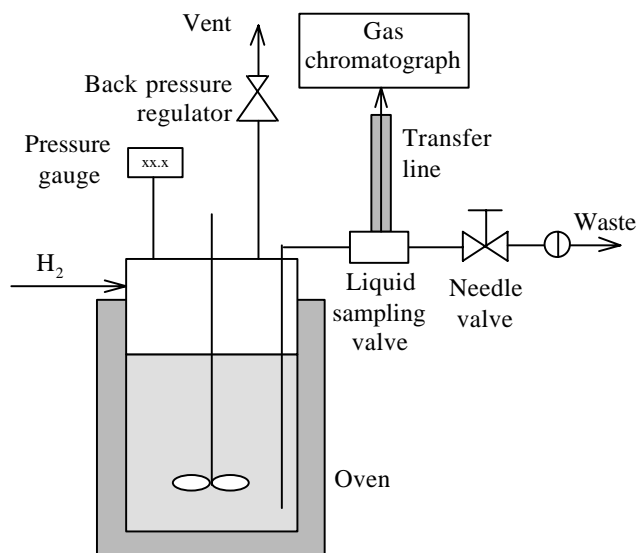 Vent
Gas
chromatograph
Back pressure
regulator
Pressure
gauge
xx.x
Transfer
line
Waste
H₂
Liquid
sampling
valve
Needle
valve
Oven